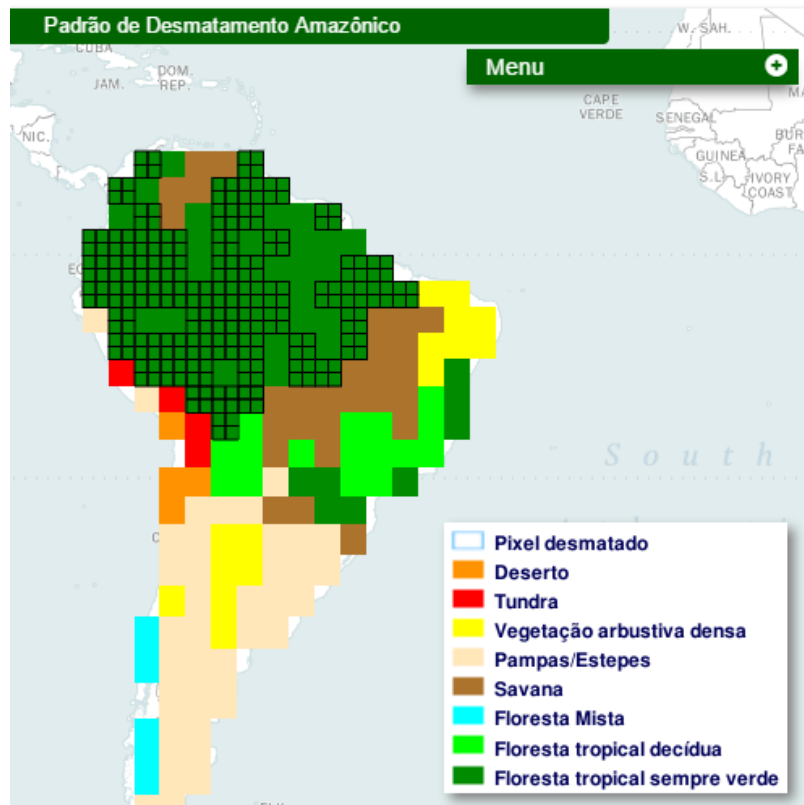 Padrão de Desmatamento Amazônico
W. SAH.
CUBA
Menu
DOM.
REP.
JAM.
CAPE
VERDE
SENEGAL
NIC.
GUINEA
S.L.
IVORY
COAST
South
Pixel desmatado
Deserto
Tundra
Vegetação arbustiva densa
Pampas/Estepes
Savana
Floresta Mista
Floresta tropical decídua
Floresta tropical sempre verde